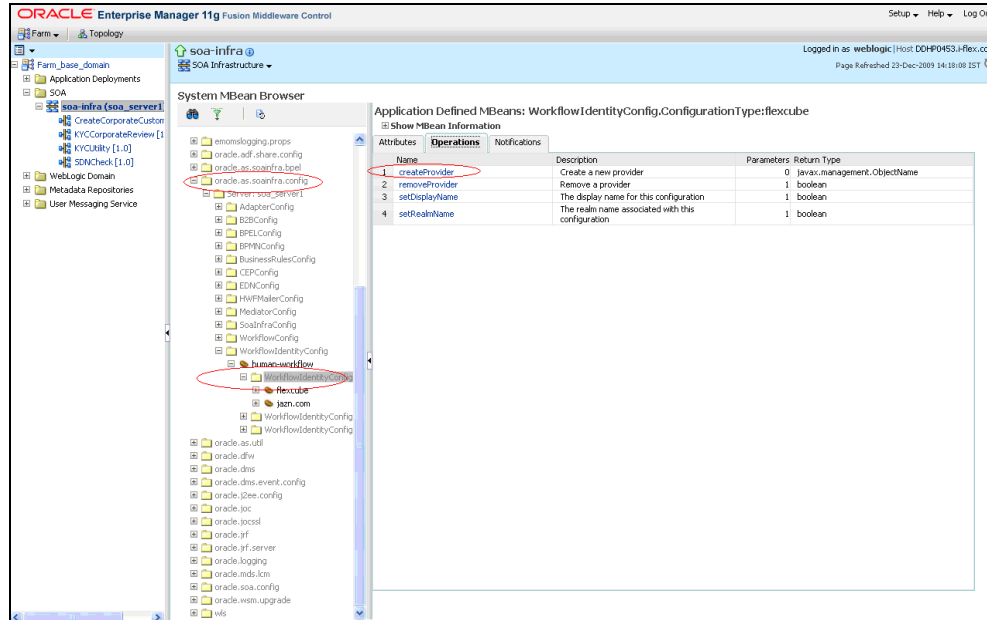 ORACLE Enterprise Manager 11g Fusion Middleware Control
Setup Help Log O
Farm Topology
soa-infra
Logged in as weblogic|Host DDHP0453.i-flex.co
SOA Infrastructure
Page Refreshed 23-Dec-2009 14:18:08 IST
Farm_base_domain
Application Deployments
SOA
soa-infra (soa_server1
CreateCorporateCustom
KYCCorporateReview [1
KYCUtility [1.0]
SDNCheck [1.0]
WebLogic Domain
Metadata Repositories
User Messaging Service
System MBean Browser
emomslogging.props
oracle.adf.share.config
oracle.as.soainfra.bpel
oracle.as.soainfra.config
Server: soa_server1
AdapterConfig
B2BConfig
BPELConfig
BPMNConfig
BusinessRulesConfig
CEPConfig
EDNConfig
HWFMailerConfig
MediatorConfig
SoaInfraConfig
WorkflowConfig
WorkflowIdentityConfig
human-workflow
WorkflowIdentityConfig
flexcube
jazn.com
WorkflowIdentityConfig
WorkflowIdentityConfig
oracle.as.util
oracle.dfw
oracle.dms
oracle.dms.event.config
oracle.j2ee.config
oracle.joc
oracle.jocssl
oracle.jrf
oracle.jrf.server
oracle.logging
oracle.mds.lcm
oracle.soa.config
oracle.wsm.upgrade
wls
Application Defined MBeans: WorkflowIdentityConfig.ConfigurationType:flexcube
Show MBean Information
Attributes Operations Notifications
Name Description Parameters Return Type
1 createProvider Create a new provider 0 javax.management.ObjectName
2 removeProvider Remove a provider 1 boolean
3 setDisplayName The display name for this configuration 1 boolean
4 setRealmName The realm name associated with this configuration 1 boolean